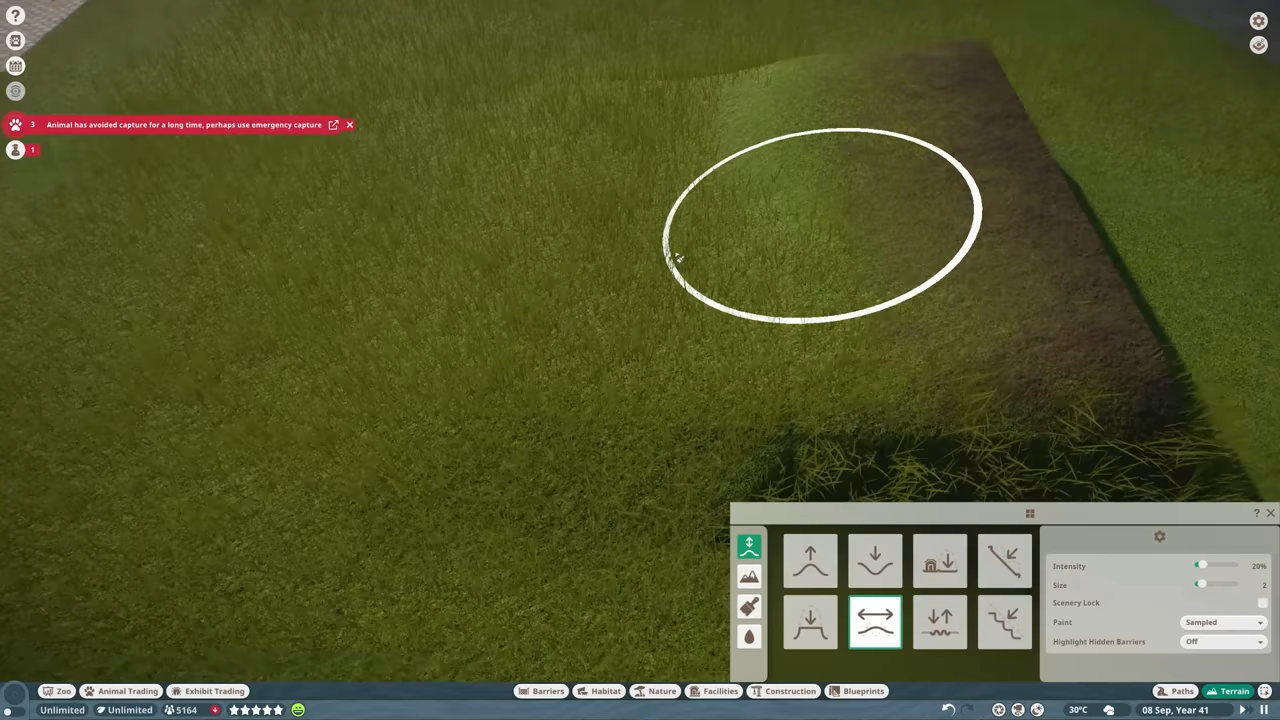 ?
3 Animal has avoided capture for a long time, perhaps use emergency capture
1
?
Intensity 20%
Size 2
Scenery Lock
Paint Sampled
Highlight Hidden Barriers Off
Zoo Animal Trading Exhibit Trading Barriers Habitat Nature Facilities Construction Blueprints Paths Terrain
Unlimited Unlimited 5164 30°C 08 Sep, Year 41